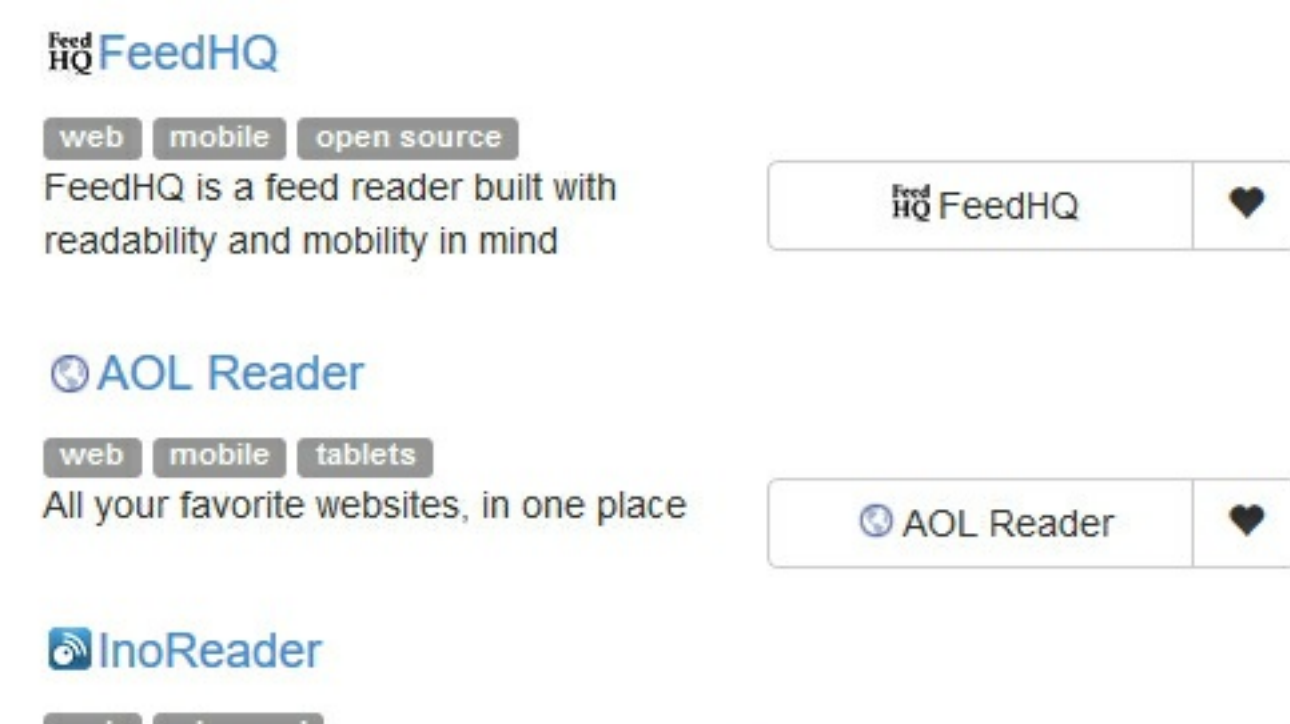 Feed HQ FeedHQ
web mobile open source
FeedHQ is a feed reader built with
readability and mobility in mind
Feed HQ FeedHQ
AOL Reader
web mobile tablets
All your favorite websites, in one place
AOL Reader
InoReader